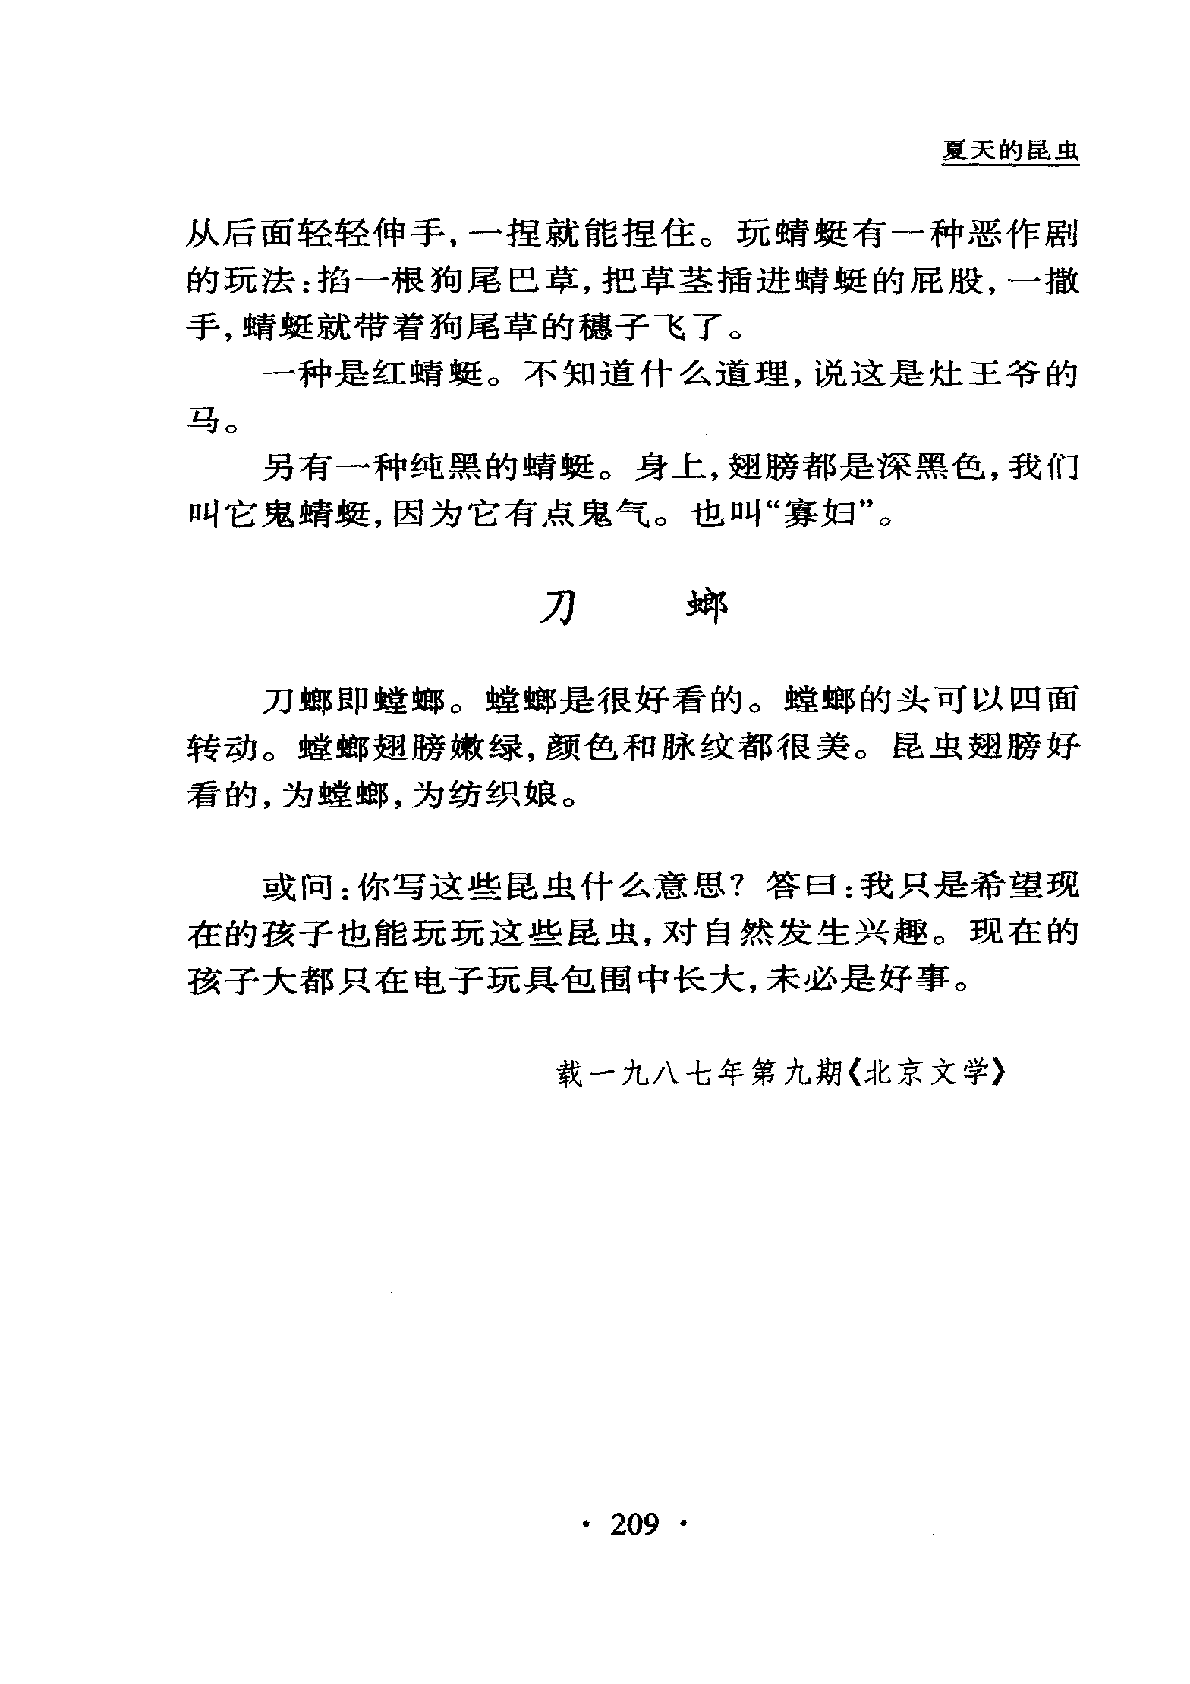 夏天的昆虫
从后面轻轻伸手,一捏就能捏住。玩蜻蜓有一种恶作剧
的玩法:掐一根狗尾巴草,把草茎插进蜻蜓的屁股,一撒
手,蜻蜓就带着狗尾草的穗子飞了。
一种是红蜻蜓。不知道什么道理,说这是灶王爷的
马。
另有一种纯黑的蜻蜓。身上,翅膀都是深黑色,我们
叫它鬼蜻蜓,因为它有点鬼气。也叫“寡妇”。
刀 螂
刀螂即螳螂。螳螂是很好看的。螳螂的头可以四面
转动。螳螂翅膀嫩绿,颜色和脉纹都很美。昆虫翅膀好
看的,为螳螂,为纺织娘。
或问:你写这些昆虫什么意思?答曰:我只是希望现
在的孩子也能玩玩这些昆虫,对自然发生兴趣。现在的
孩子大都只在电子玩具包围中长大,未必是好事。
载一九八七年第九期《北京文学》
· 209 ·